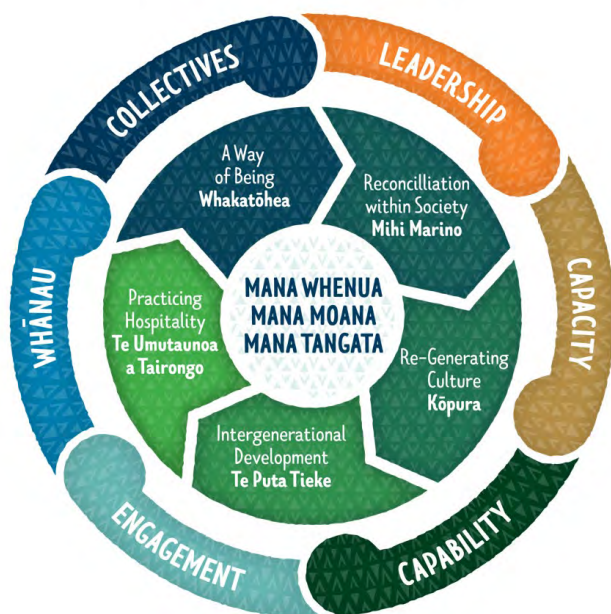 COLLECTIVES
LEADERSHIP
CAPACITY
CAPABILITY
ENGAGEMENT
WHĀNAU
A Way
of Being
Whakatōhea
Reconcilliation
within Society
Mihi Marino
Re-Generating
Culture
Kōpura
Intergenerational
Development
Te Puta Tieke
Practicing
Hospitality
Te Umutaunoa
a Tairongo
MANA WHENUA
MANA MOANA
MANA TANGATA